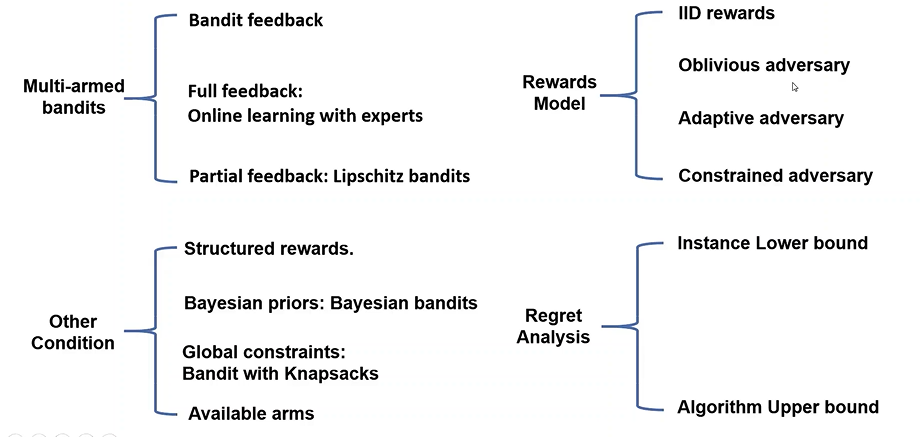 Multi-armed
bandits
Bandit feedback
Full feedback:
Online learning with experts
Partial feedback: Lipschitz bandits
Rewards
Model
IID rewards
Oblivious adversary
Adaptive adversary
Constrained adversary
Other
Condition
Structured rewards.
Bayesian priors: Bayesian bandits
Global constraints:
Bandit with Knapsacks
Available arms
Regret
Analysis
Instance Lower bound
Algorithm Upper bound